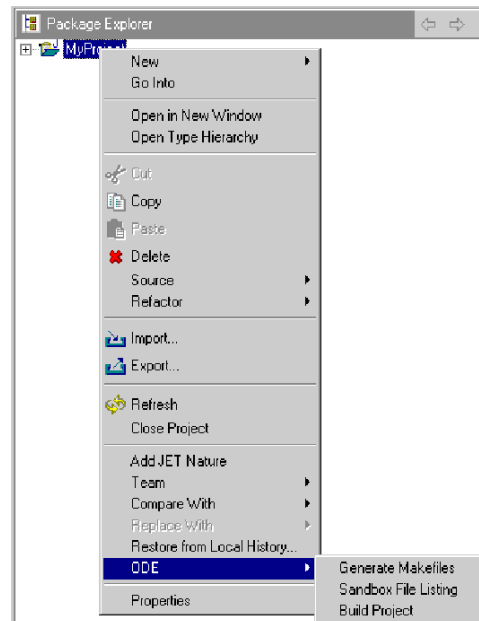 Package Explorer
MyProject
New
Go Into
Open in New Window
Open Type Hierarchy
Cut
Copy
Paste
Delete
Source
Refactor
Import...
Export...
Refresh
Close Project
Add JET Nature
Team
Compare With
Replace With
Restore from Local History...
ODE
Properties
Generate Makefiles
Sandbox File Listing
Build Project